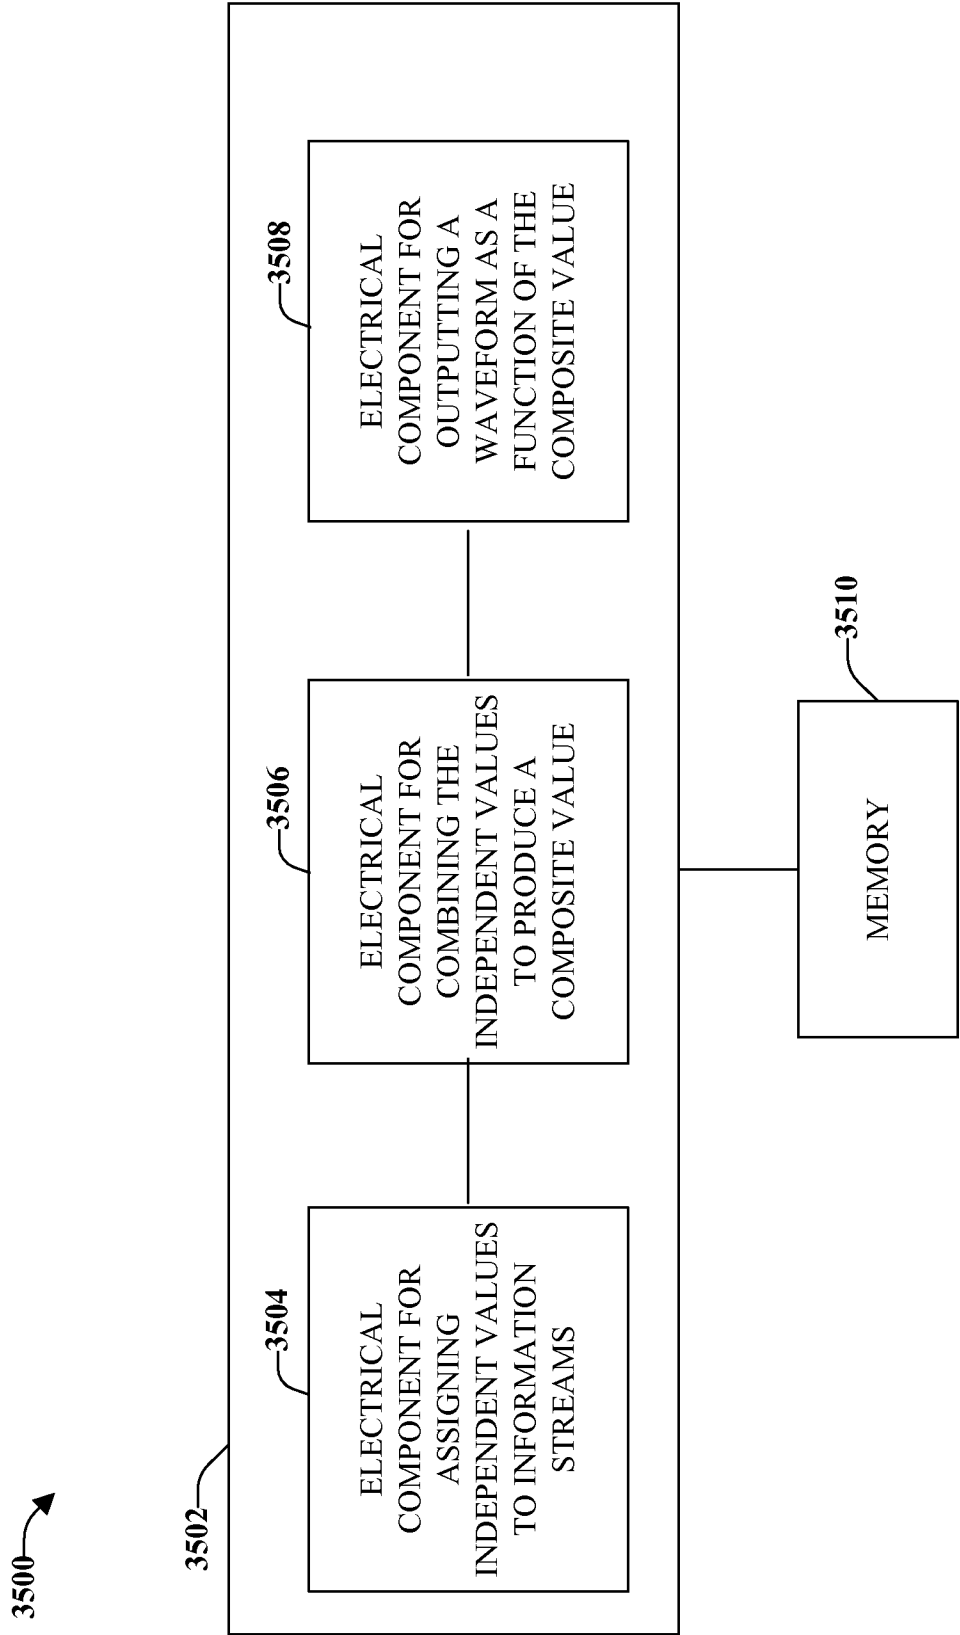 3500
3502
3504
ELECTRICAL
COMPONENT FOR
ASSIGNING
INDEPENDENT VALUES
TO INFORMATION
STREAMS
3506
ELECTRICAL
COMPONENT FOR
COMBINING THE
INDEPENDENT VALUES
TO PRODUCE A
COMPOSITE VALUE
3508
ELECTRICAL
COMPONENT FOR
OUTPUTTING A
WAVEFORM AS A
FUNCTION OF THE
COMPOSITE VALUE
3510
MEMORY